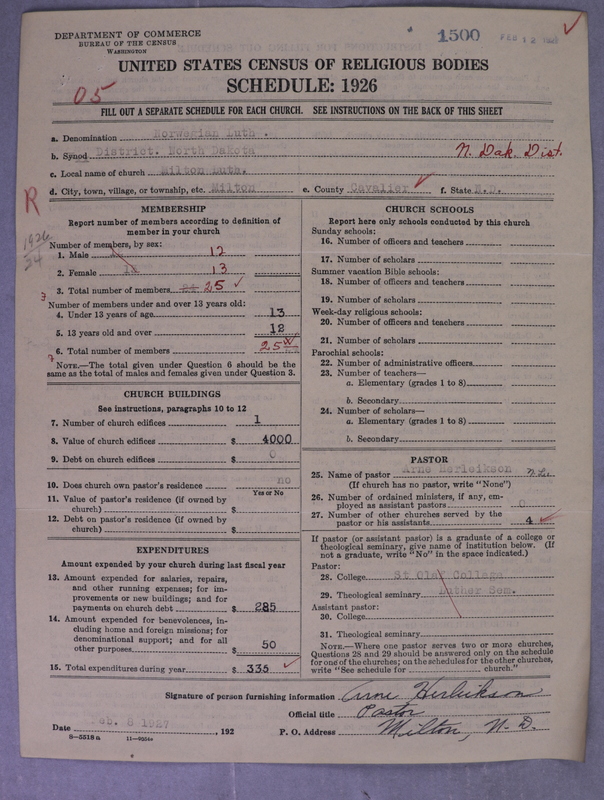 DEPARTMENT OF COMMERCE
BUREAU OF THE CENSUS
WASHINGTON
1500 FEB 12
UNITED STATES CENSUS OF RELIGIOUS BODIES
SCHEDULE: 1926
05
FILL OUT A SEPARATE SCHEDULE FOR EACH CHURCH. SEE INSTRUCTIONS ON THE BACK OF THIS SHEET
a. Denomination Norwegian Luth .
b. Synod District. North Dakota N. Dak. Dist.
c. Local name of church Milton Luth.
d. City, town, village, or township, etc. Milton e. County Cavalier f. State N.D.
R
1926
34
MEMBERSHIP
Report number of members according to definition of
member in your church
Number of members, by sex:
1. Male 12
2. Female 13
3. Total number of members 25
Number of members under and over 13 years old:
4. Under 13 years of age 13
5. 13 years old and over 12
6. Total number of members 25
NOTE.—The total given under Question 6 should be
same as the total of males and females given under Question 3.
CHURCH BUILDINGS
See instructions, paragraphs 10 to 12
7. Number of church edifices 1
8. Value of church edifices $ 4000
9. Debt on church edifices $ 0
10. Does church own pastor's residence no
Yes or No
11. Value of pastor's residence (if owned by
church) $
12. Debt on pastor's residence (if owned by
church) $
EXPENDITURES
Amount expended by your church during last fiscal year
13. Amount expended for salaries, repairs,
and other running expenses; for im-
provements or new buildings; and for
payments on church debt $ 285
14. Amount expended for benevolences, in-
cluding home and foreign missions; for
denominational support; and for all
other purposes $ 50
15. Total expenditures during year $ 335
CHURCH SCHOOLS
Report here only schools conducted by this church
Sunday schools:
16. Number of officers and teachers
17. Number of scholars
Summer vacation Bible schools:
18. Number of officers and teachers
19. Number of scholars
Week-day religious schools:
20. Number of officers and teachers
21. Number of scholars
Parochial schools:
22. Number of administrative officers
23. Number of teachers—
a. Elementary (grades 1 to 8)
b. Secondary
24. Number of scholars—
a. Elementary (grades 1 to 8)
b. Secondary
PASTOR
25. Name of pastor Arne Herleikson N.L.
(If church has no pastor, write "None")
26. Number of ordained ministers, if any, em-
ployed as assistant pastors 0
27. Number of other churches served by the
pastor or his assistants 4
If pastor (or assistant pastor) is a graduate of a college or
theological seminary, give name of institution below. (If
not a graduate, write "No" in the space indicated.)
Pastor:
28. College St Olaf College
29. Theological seminary Luther Sem.
Assistant pastor:
30. College
31. Theological seminary
NOTE.—Where one pastor serves two or more churches,
Questions 28 and 29 should be answered only on the schedule
for one of the churches; on the schedules for the other churches,
write "See schedule for church."
Signature of person furnishing information Arne Herleikson
Official title Pastor
Date Feb. 8 1927, 192 P. O. Address Milton, N. D.
8—5518 a 11—9504a